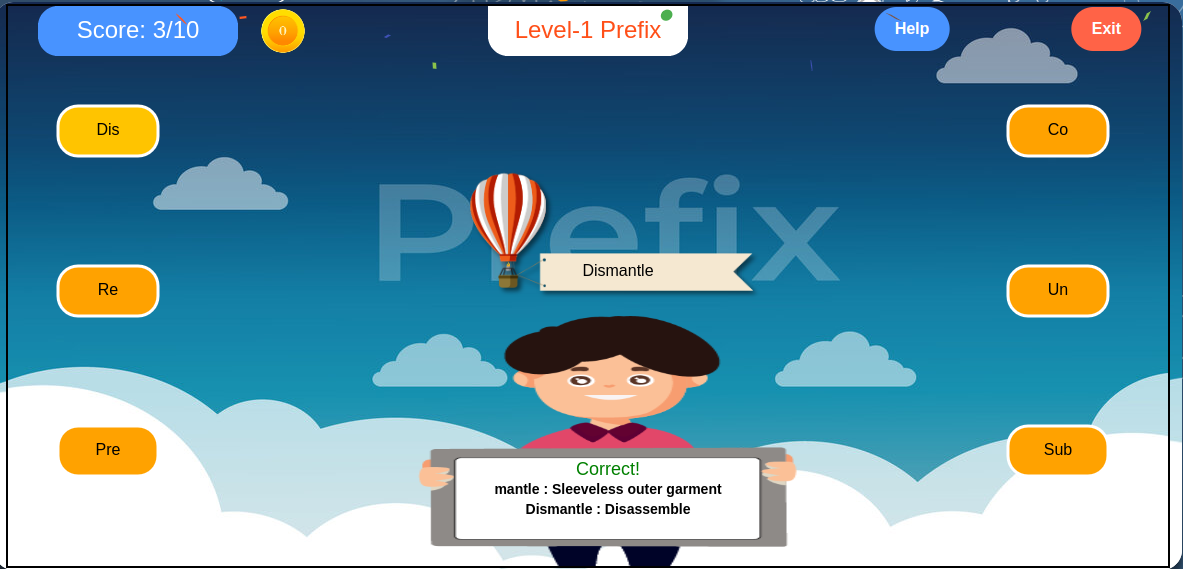 Score: 3/10
0
Level-1 Prefix
Help
Exit
Dis
Co
Prefix
Dismantle
Re
Un
Pre
Sub
Correct!
mantle : Sleeveless outer garment
Dismantle : Disassemble